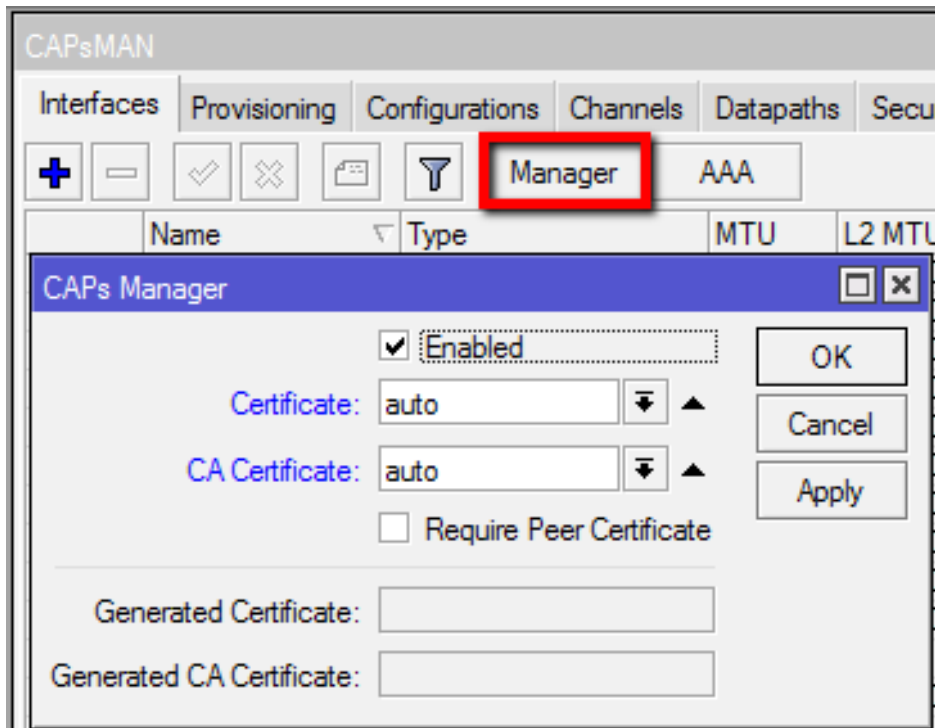 CAPsMAN
Interfaces Provisioning Configurations Channels Datapaths Secu
Manager AAA
Name Type MTU L2 MTU
CAPs Manager
Enabled OK
Certificate: auto
Cancel
CA Certificate: auto
Apply
Require Peer Certificate
Generated Certificate:
Generated CA Certificate: